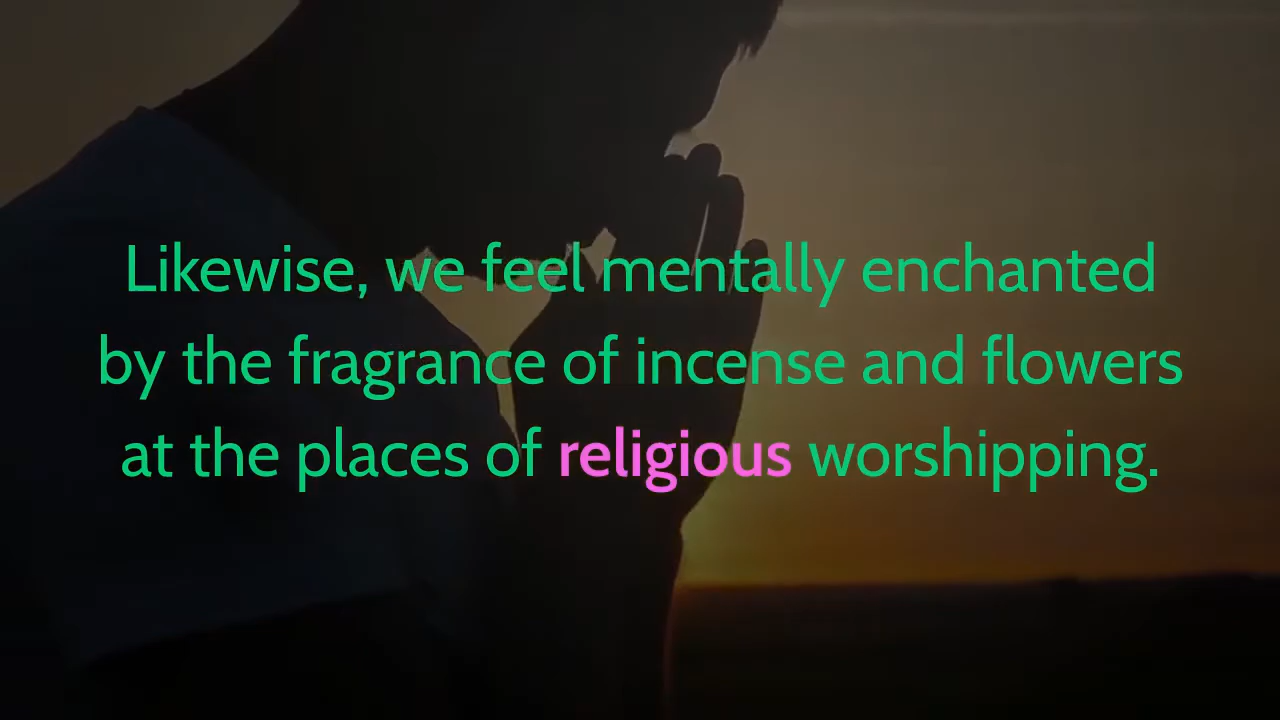 Likewise, we feel mentally enchanted
by the fragrance of incense and flowers
at the places of religious worshipping.